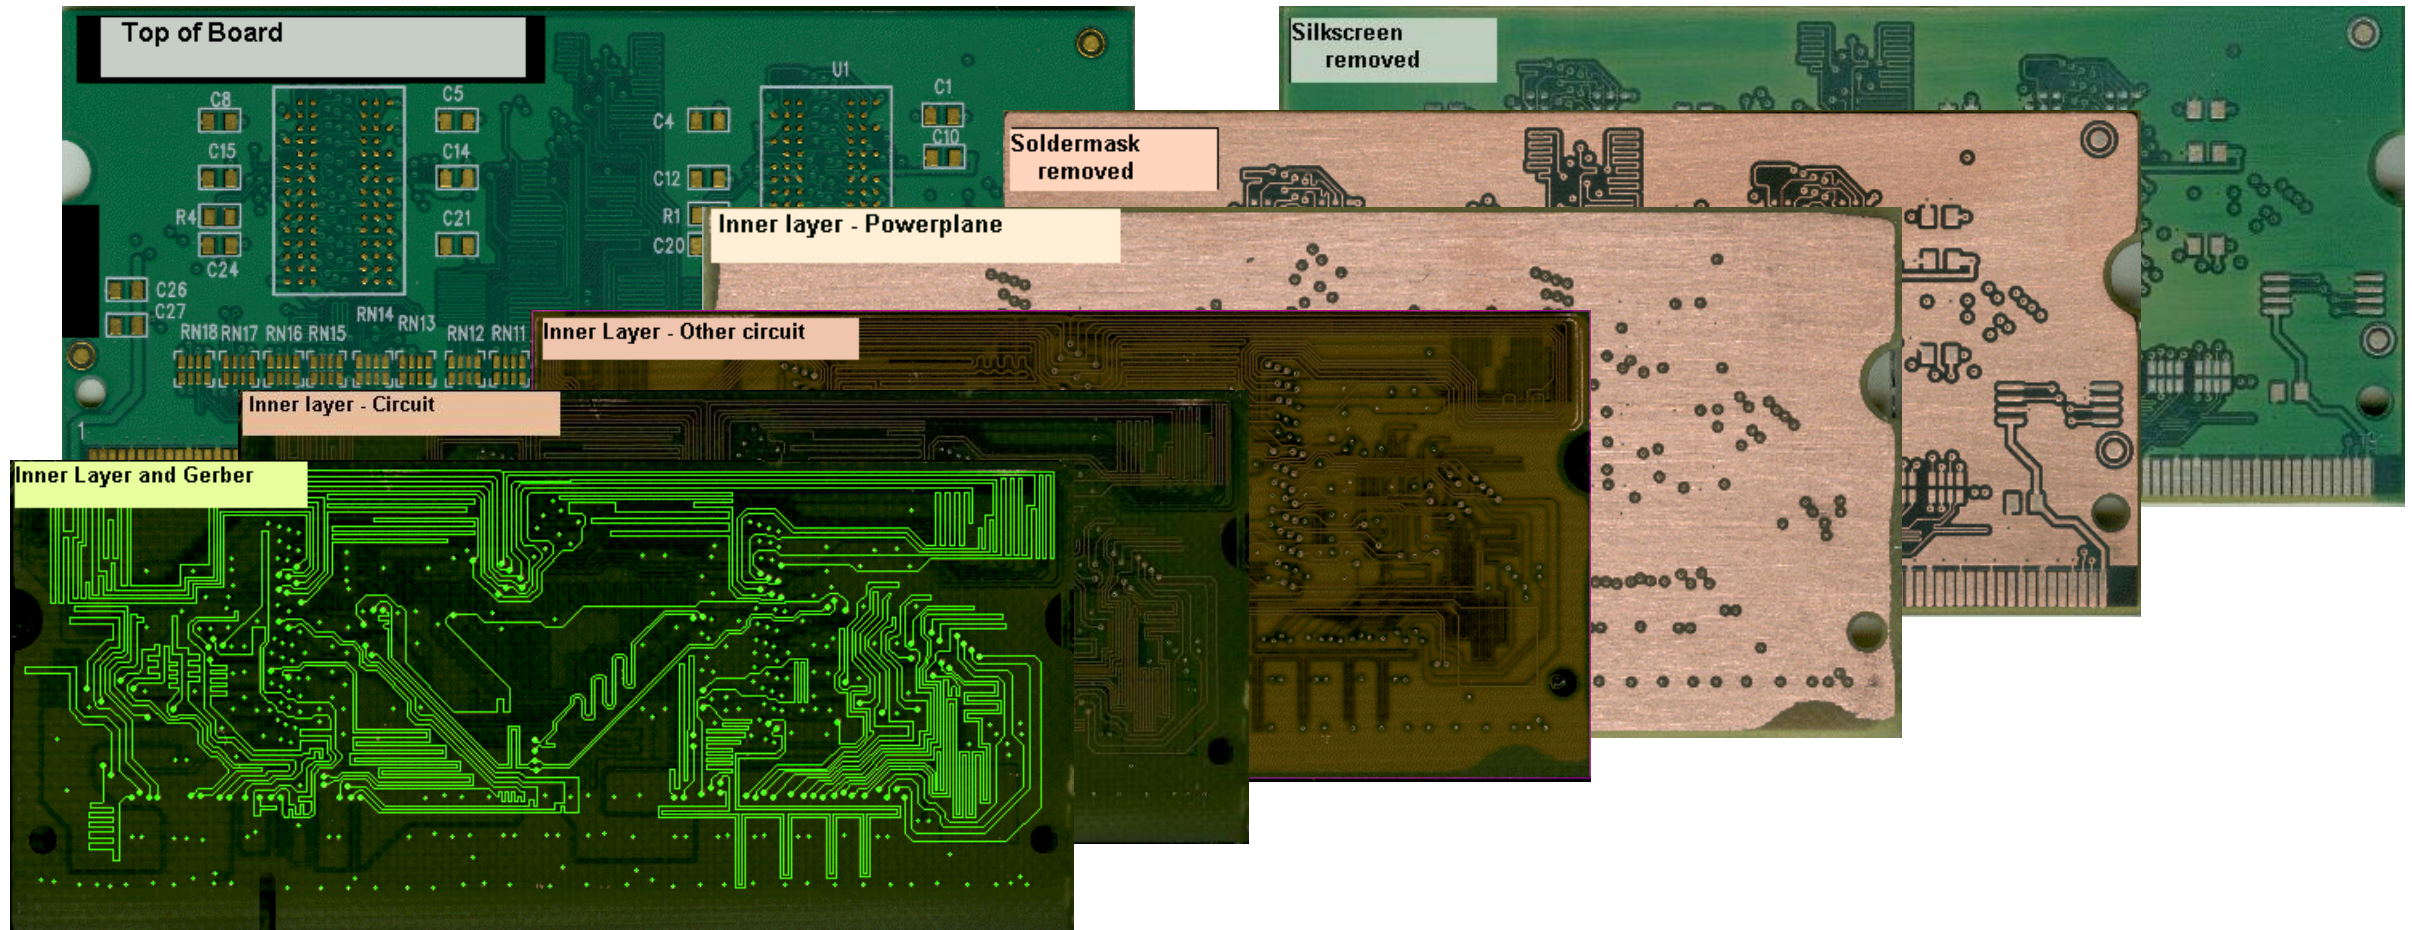 Top of Board
Silkscreen
removed
U1
C8
C5
C4
C1
C10
Soldermask
removed
C15
C14
C12
R4
C21
R1
C20
C24
Inner layer - Powerplane
C26
C27
RN14
RN13
RN18
RN17
RN16
RN15
RN12
RN11
Inner Layer - Other circuit
Inner layer - Circuit
1
Inner Layer and Gerber